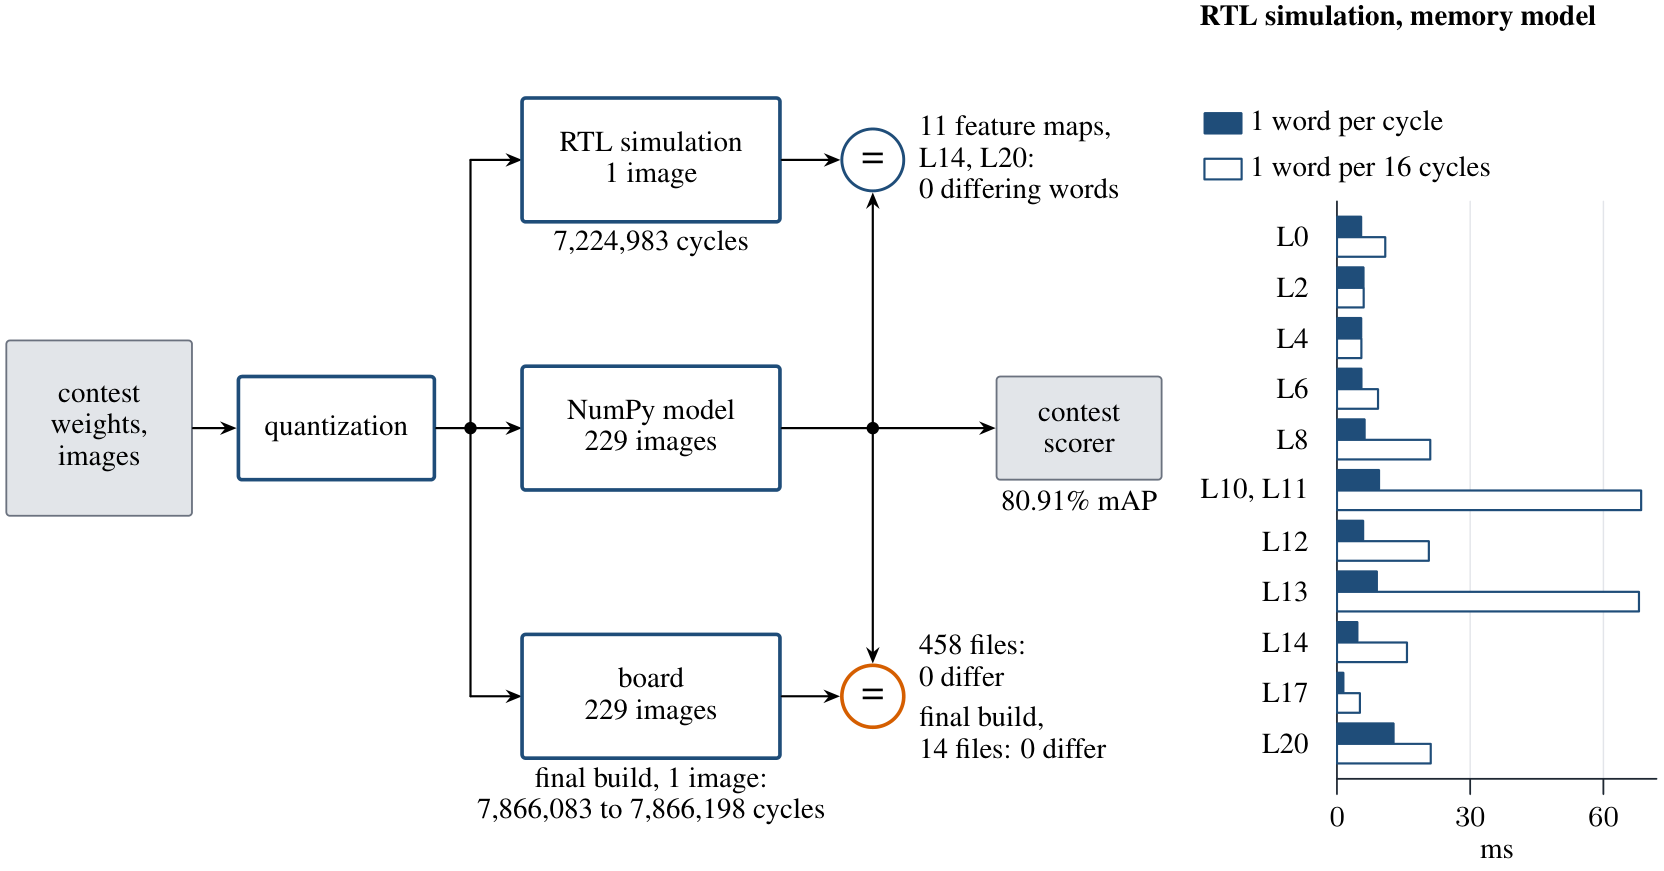 RTL simulation, memory model
contest
weights,
images
quantization
RTL simulation
1 image
7,224,983 cycles
=
11 feature maps,
L14, L20:
0 differing words
NumPy model
229 images
contest
scorer
80.91% mAP
board
229 images
final build, 1 image:
7,866,083 to 7,866,198 cycles
=
458 files:
0 differ
final build,
14 files: 0 differ
1 word per cycle
1 word per 16 cycles
L0
L2
L4
L6
L8
L10, L11
L12
L13
L14
L17
L20
0 30 60
ms